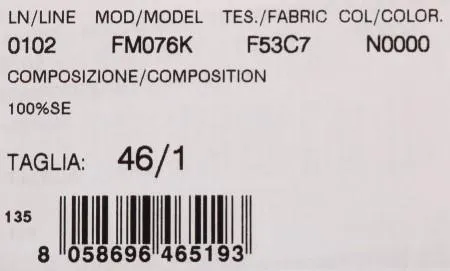 LN/LINE MOD/MODEL TES./FABRIC COL/COLOR.
0102 FM076K F53C7 N0000
COMPOSIZIONE/COMPOSITION
100%SE
TAGLIA: 46/1
135
8 058696 465193